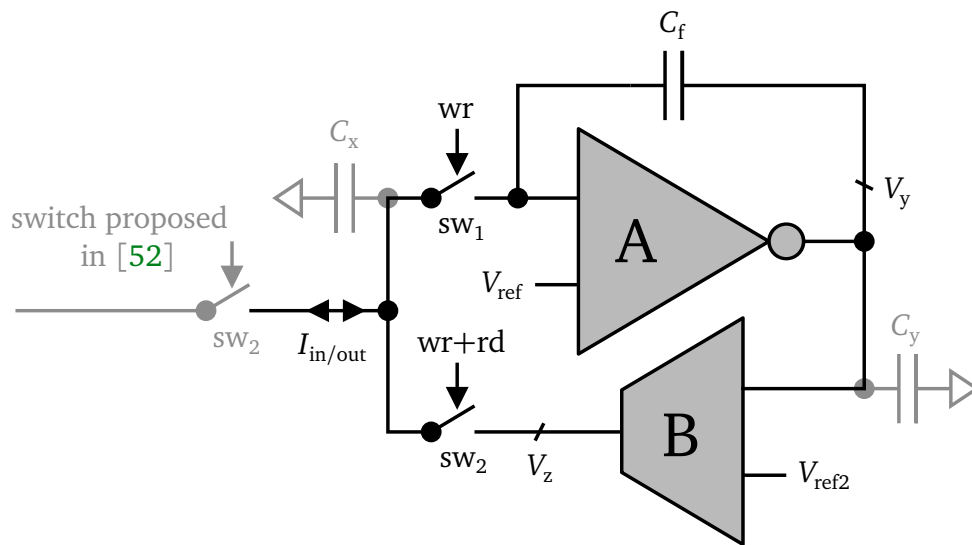 C_f
wr
C_x
V_y
switch proposed
in [52]
sw_1
A
V_ref
sw_2
I_in/out
wr+rd
C_y
B
sw_2
V_z
V_ref2